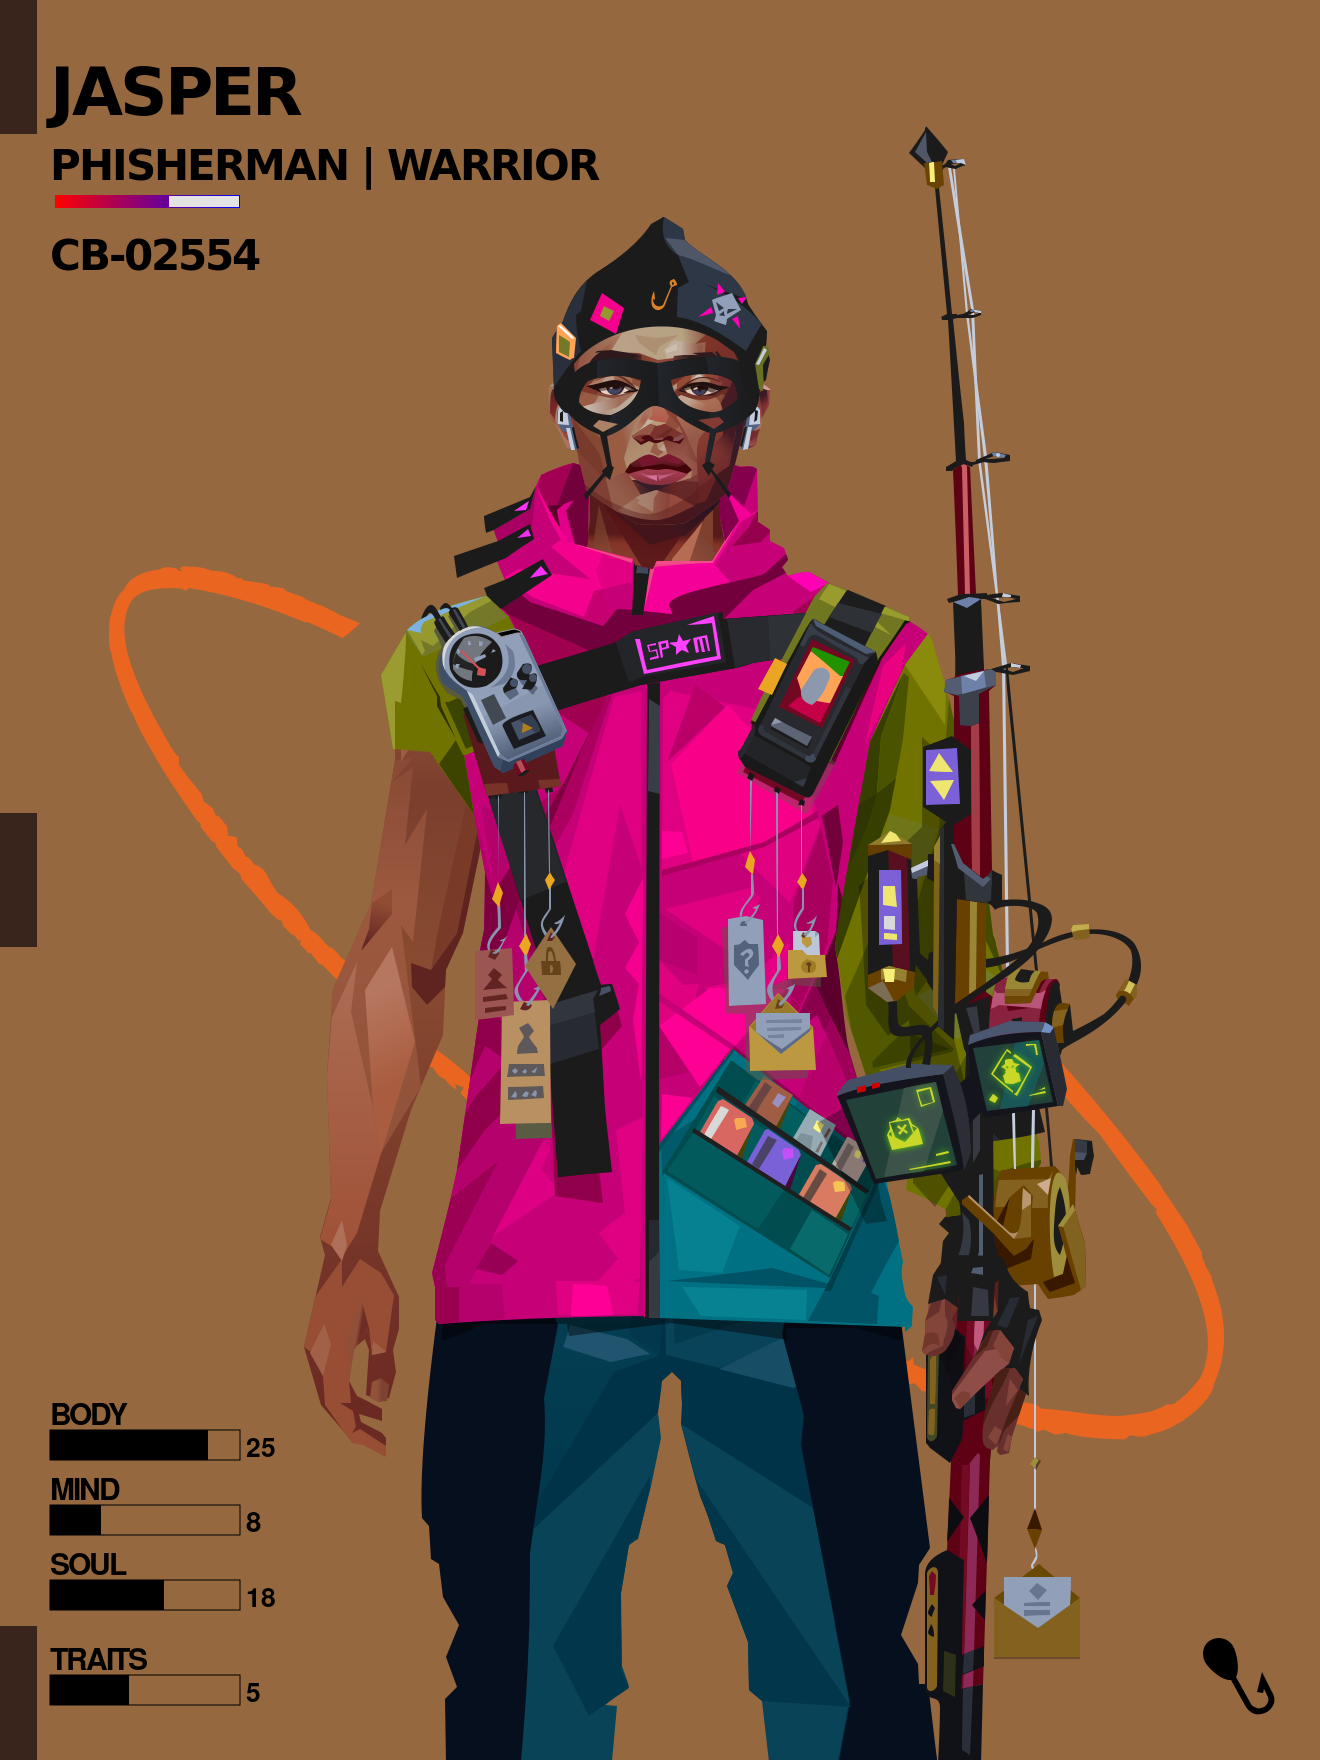 JASPER
PHISHERMAN | WARRIOR
CB-02554
SP★M
?
BODY
25
MIND
8
SOUL
18
TRAITS
5